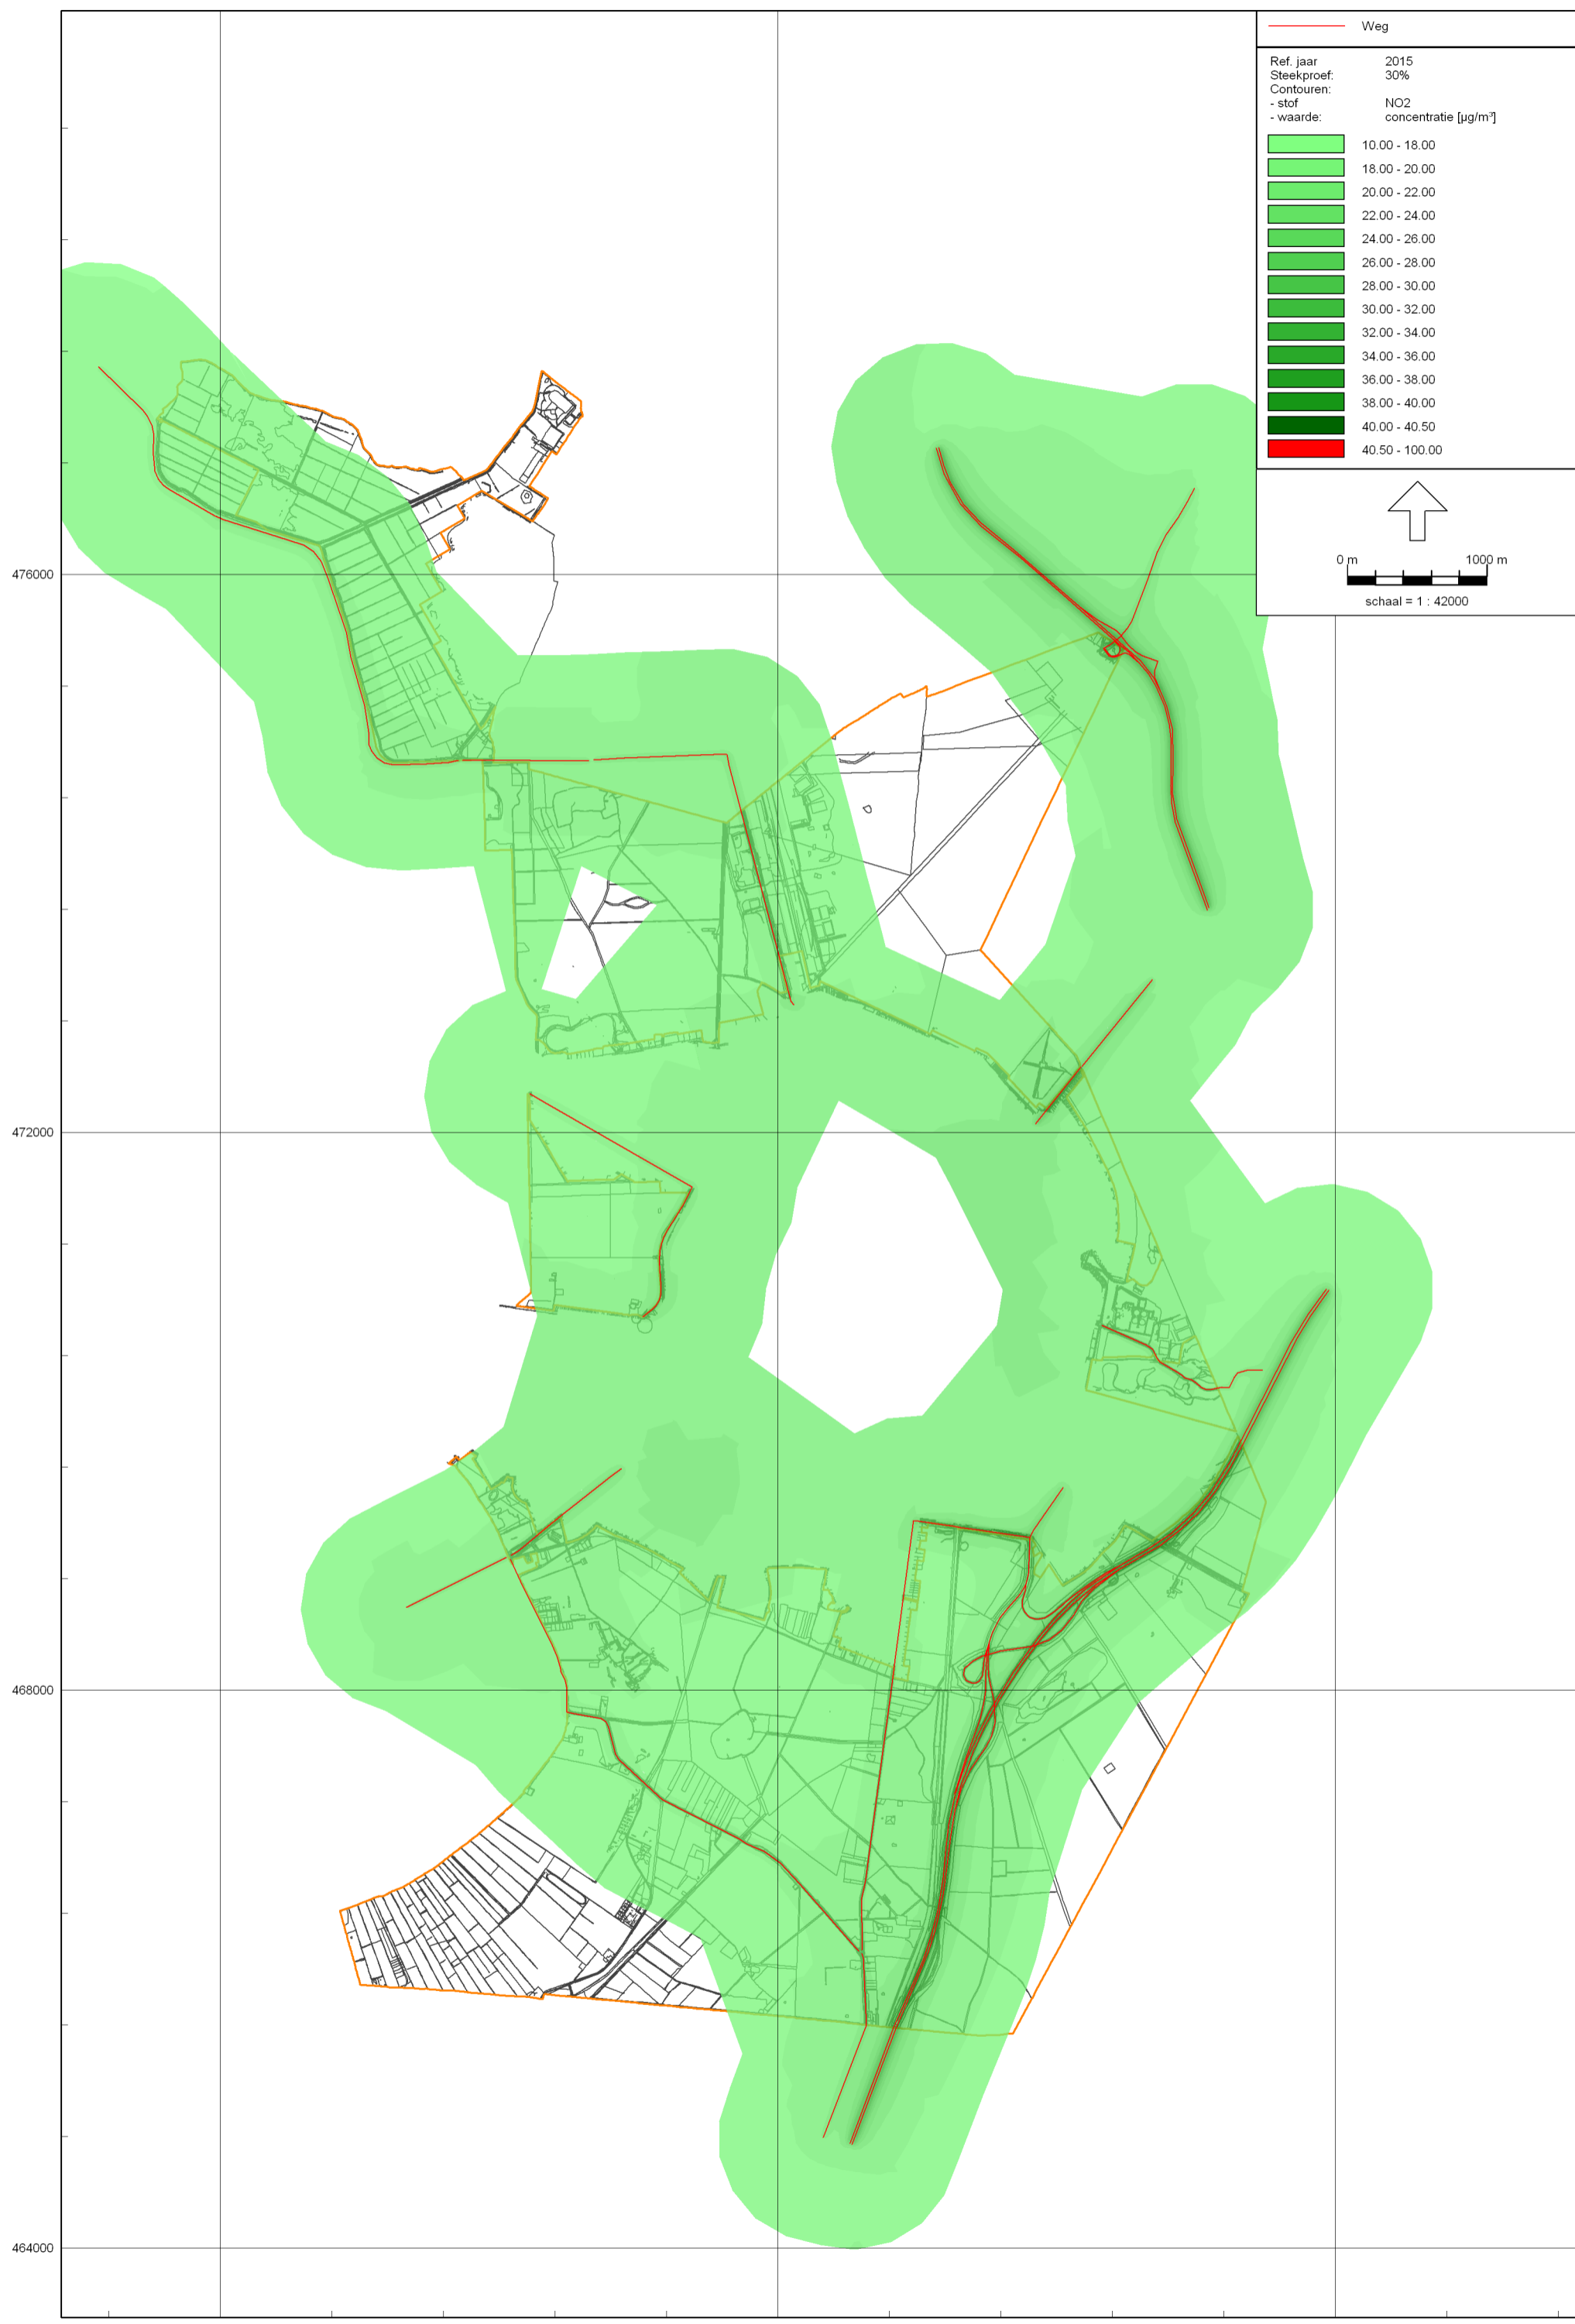 Weg
Ref. jaar 2015
Steekproef: 30%
Contouren:
- stof NO2
- waarde: concentratie [µg/m³]
10.00 - 18.00
18.00 - 20.00
20.00 - 22.00
22.00 - 24.00
24.00 - 26.00
26.00 - 28.00
28.00 - 30.00
30.00 - 32.00
32.00 - 34.00
34.00 - 36.00
36.00 - 38.00
38.00 - 40.00
40.00 - 40.50
40.50 - 100.00
0 m 1000 m
schaal = 1 : 42000
476000
472000
468000
464000